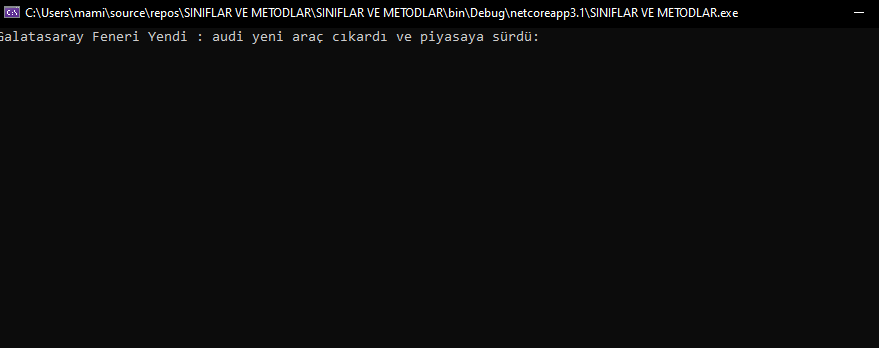 C:\Users\mami\source\repos\SINIFLAR VE METODLAR\SINIFLAR VE METODLAR\bin\Debug\netcoreapp3.1\SINIFLAR VE METODLAR.exe
Galatasaray Feneri Yendi : audi yeni araç cıkardı ve piyasaya sürdü: